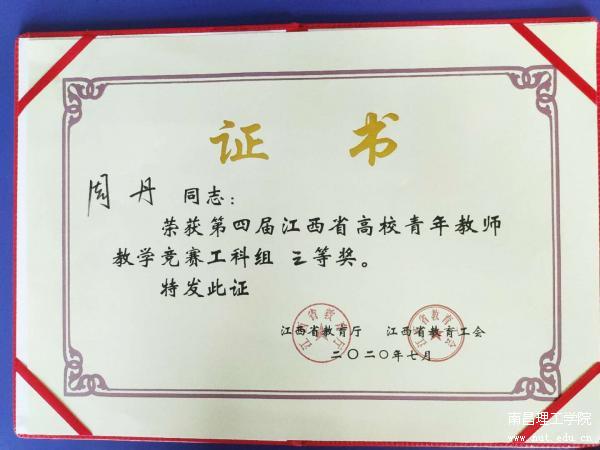 证 书
周丹 同志：
荣获第四届江西省高校青年教师
教学竞赛工科组 三等奖。
特发此证
江西省教育厅 江西省教育工会
二〇二〇年七月
南昌理工学院
www.nut.edu.cn